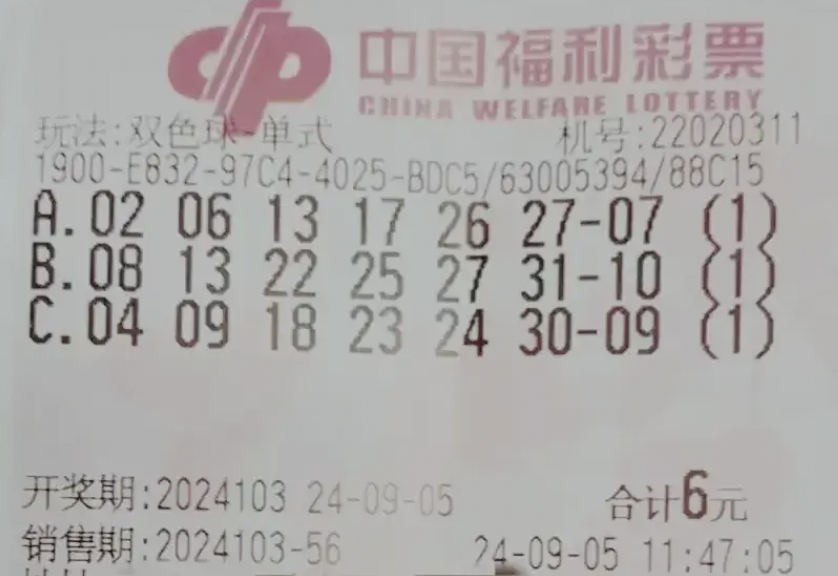 中国福利彩票
CHINA WELFARE LOTTERY
玩法:双色球-单式 机号:22020311
1900-E832-97C4-4025-BDC5/63005394/88C15
A.02 06 13 17 26 27-07 (1)
B.08 13 22 25 27 31-10 (1)
C.04 09 18 23 24 30-09 (1)
开奖期:2024103 24-09-05 合计6元
销售期:2024103-56 24-09-05 11:47:05